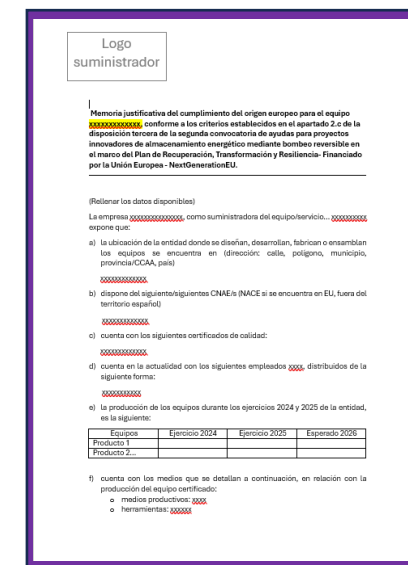 Logo
suministrador
Memoria justificativa del cumplimiento del origen europeo para el equipo
xxxxxxxxxxxxx, conforme a los criterios establecidos en el apartado 2.c de la
disposición tercera de la segunda convocatoria de ayudas para proyectos
innovadores de almacenamiento energético mediante bombeo reversible en
el marco del Plan de Recuperación, Transformación y Resiliencia- Financiado
por la Unión Europea - NextGenerationEU.
(Rellenar los datos disponibles)
La empresa xxxxxxxxxxxxxxx, como suministradora del equipo/servicio... xxxxxxxxxx
expone que:
a) la ubicación de la entidad donde se diseñan, desarrollan, fabrican o ensamblan
los equipos se encuentra en (dirección: calle, polígono, municipio,
provincia/CCAA, país)
xxxxxxxxxxxxx
b) dispone del siguiente/siguientes CNAE/s (NACE si se encuentra en EU, fuera del
territorio español)
xxxxxxxxxxxxx
c) cuenta con los siguientes certificados de calidad:
xxxxxxxxxxxxx
d) cuenta en la actualidad con los siguientes empleados xxxx, distribuidos de la
siguiente forma:
xxxxxxxxxxx
e) la producción de los equipos durante los ejercicios 2024 y 2025 de la entidad,
es la siguiente:
Equipos Ejercicio 2024 Ejercicio 2025 Esperado 2026
Producto 1
Producto 2...
f) cuenta con los medios que se detallan a continuación, en relación con la
producción del equipo certificado:
o medios productivos: xxxx
o herramientas: xxxxxx